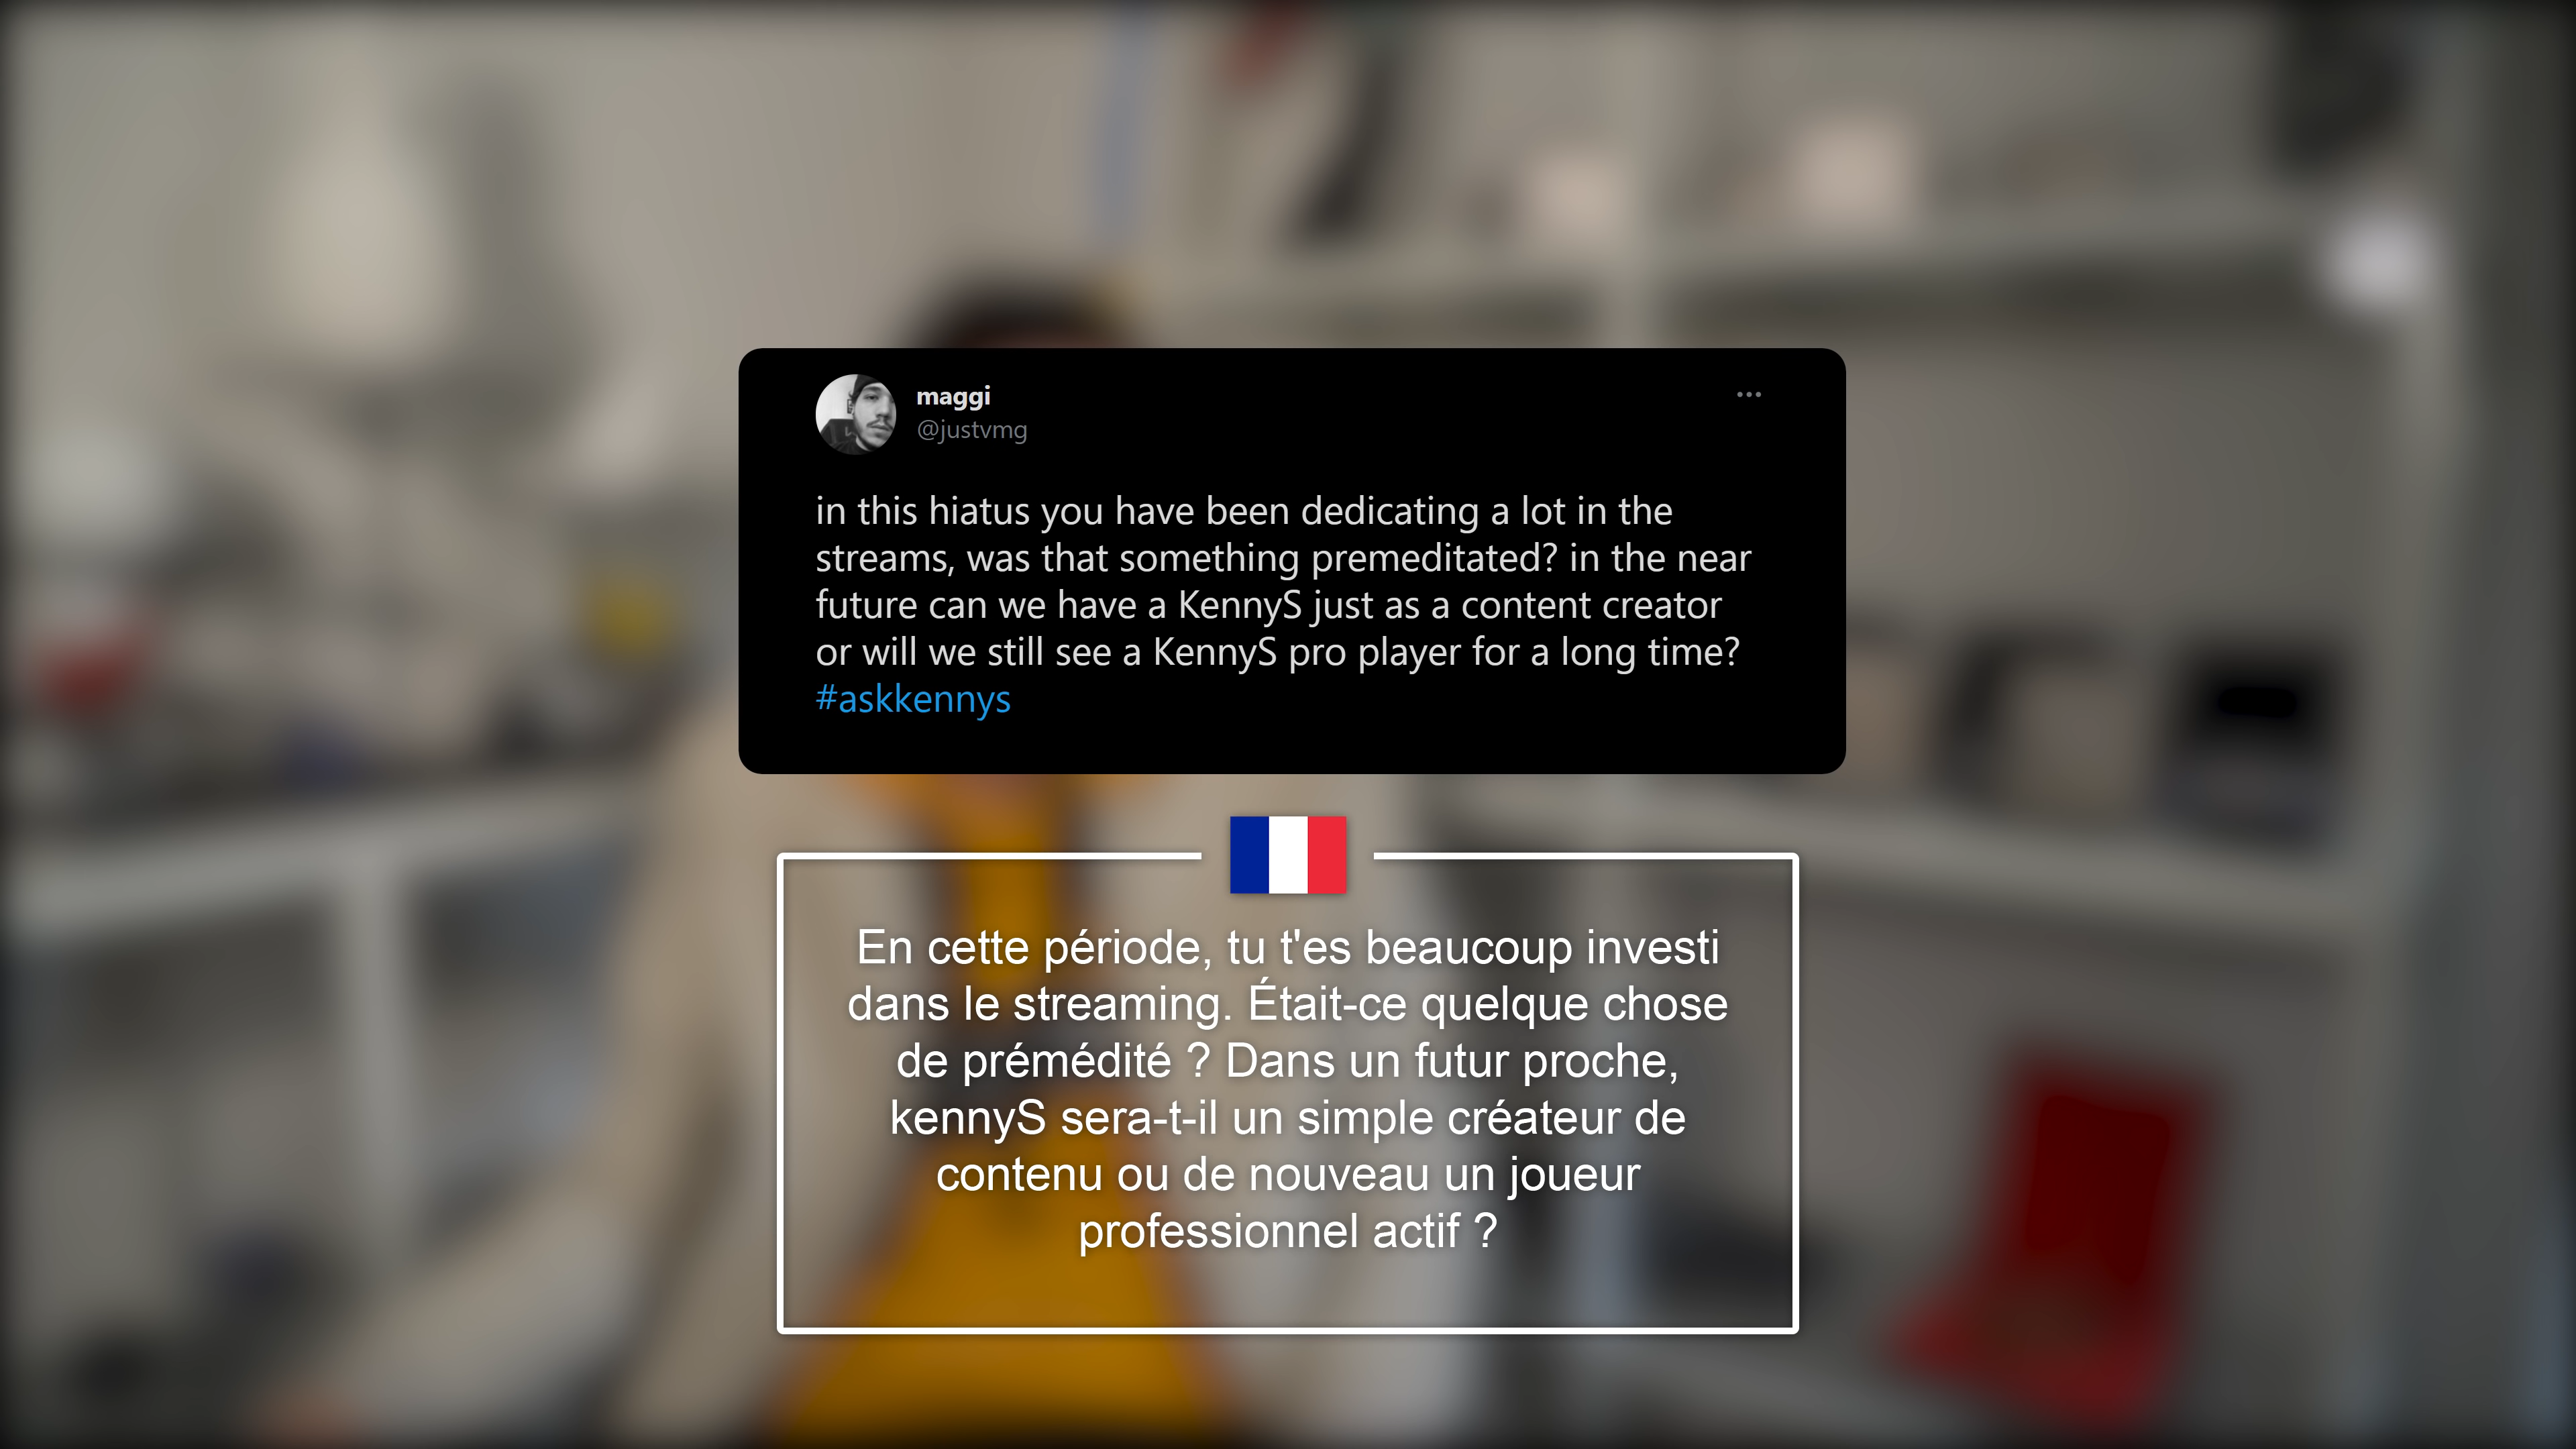 maggi
@justvmg
in this hiatus you have been dedicating a lot in the
streams, was that something premeditated? in the near
future can we have a KennyS just as a content creator
or will we still see a KennyS pro player for a long time?
#askkennys
En cette période, tu t'es beaucoup investi
dans le streaming. Était-ce quelque chose
de prémédité ? Dans un futur proche,
kennyS sera-t-il un simple créateur de
contenu ou de nouveau un joueur
professionnel actif ?